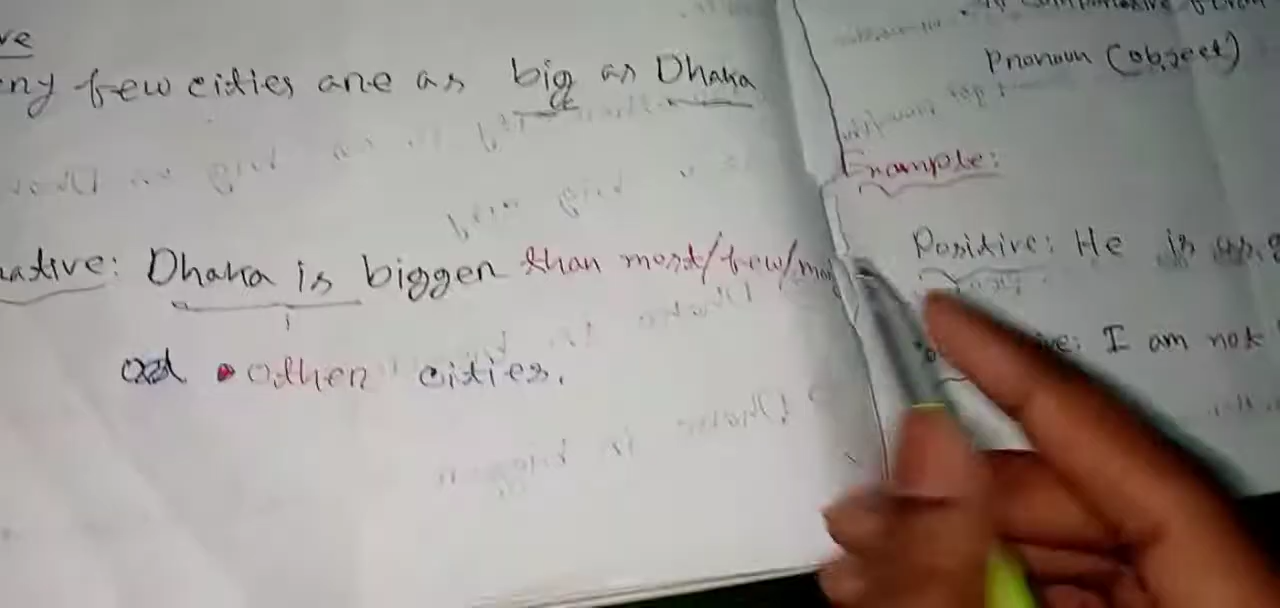 ve
ny few cities are as big as Dhaka
ative: Dhaka is bigger than most/few/ma
other cities.
Pronoun (object)
Example:
Positive: He is
ive: I am not